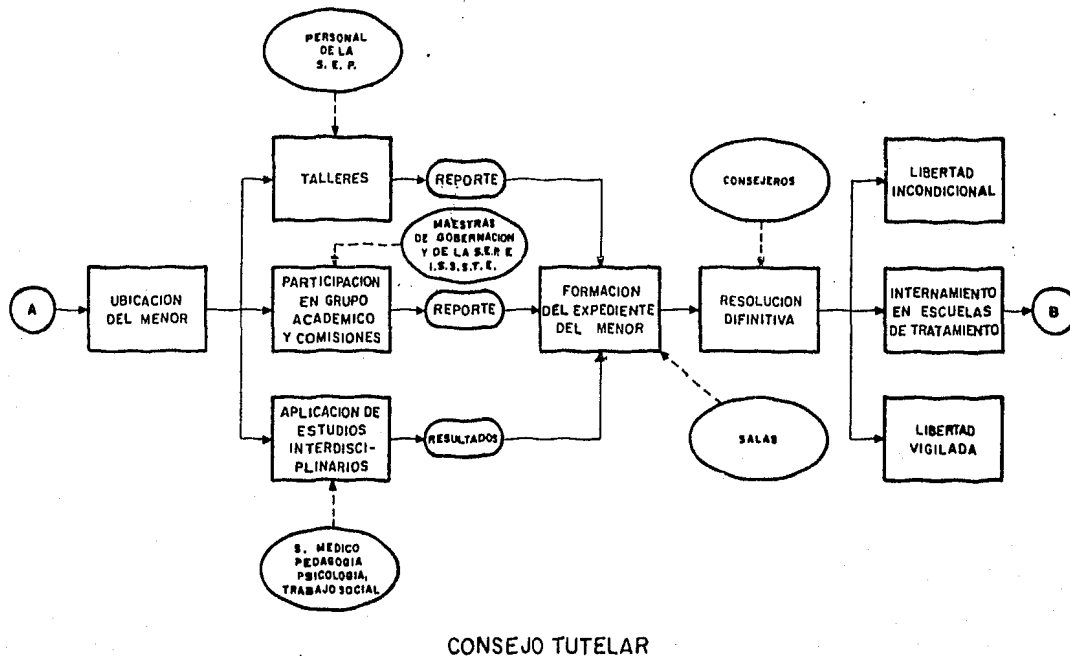 PERSONAL
DE LA
S. E. P.
TALLERES
REPORTE
MAESTRAS
DE GOBERNACION
Y DE LA S.E.P. E
I.S.S.S.T.E.
A
UBICACION
DEL MENOR
PARTICIPACION
EN GRUPO
ACADEMICO
Y COMISIONES
REPORTE
APLICACION DE
ESTUDIOS
INTERDISCI-
PLINARIOS
RESULTADOS
S. MEDICO
PEDAGOGIA
PSICOLOGIA,
TRABAJO SOCIAL
FORMACION
DEL EXPEDIENTE
DEL MENOR
CONSEJEROS
SALAS
RESOLUCION
DIFINITIVA
LIBERTAD
INCONDICIONAL
INTERNAMIENTO
EN ESCUELAS
DE TRATAMIENTO
B
LIBERTAD
VIGILADA
CONSEJO TUTELAR